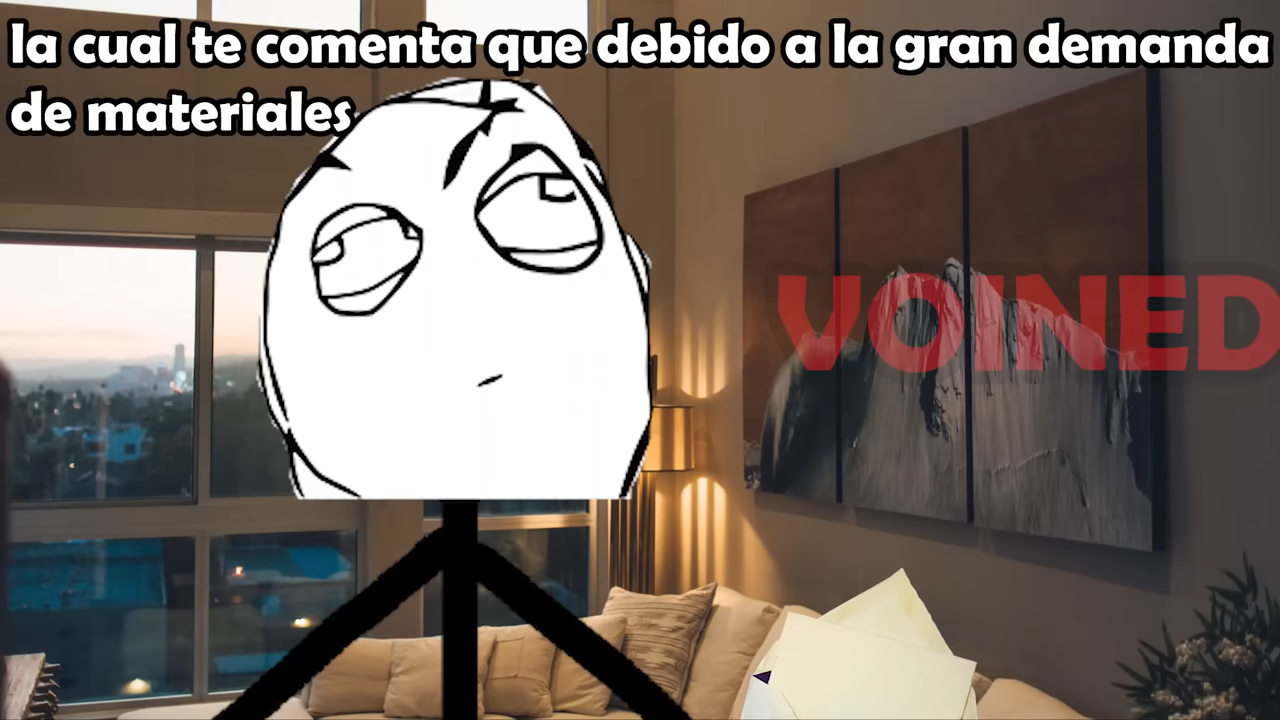 la cual te comenta que debido a la gran demanda
de materiales
VOINED